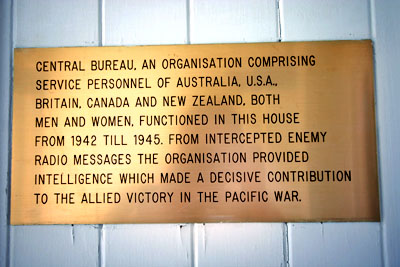 CENTRAL BUREAU, AN ORGANISATION COMPRISING
SERVICE PERSONNEL OF AUSTRALIA, U.S.A.,
BRITAIN, CANADA AND NEW ZEALAND, BOTH
MEN AND WOMEN, FUNCTIONED IN THIS HOUSE
FROM 1942 TILL 1945. FROM INTERCEPTED ENEMY
RADIO MESSAGES THE ORGANISATION PROVIDED
INTELLIGENCE WHICH MADE A DECISIVE CONTRIBUTION
TO THE ALLIED VICTORY IN THE PACIFIC WAR.